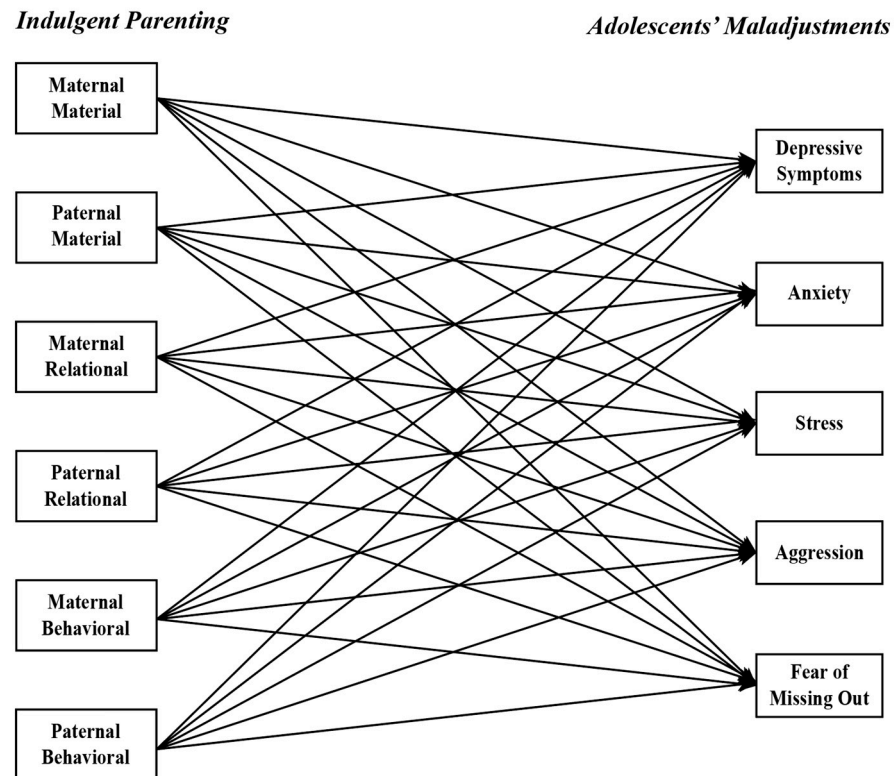 Indulgent Parenting
Adolescents' Maladjustments
Maternal
Material
Paternal
Material
Maternal
Relational
Paternal
Relational
Maternal
Behavioral
Paternal
Behavioral
Depressive
Symptoms
Anxiety
Stress
Aggression
Fear of
Missing Out